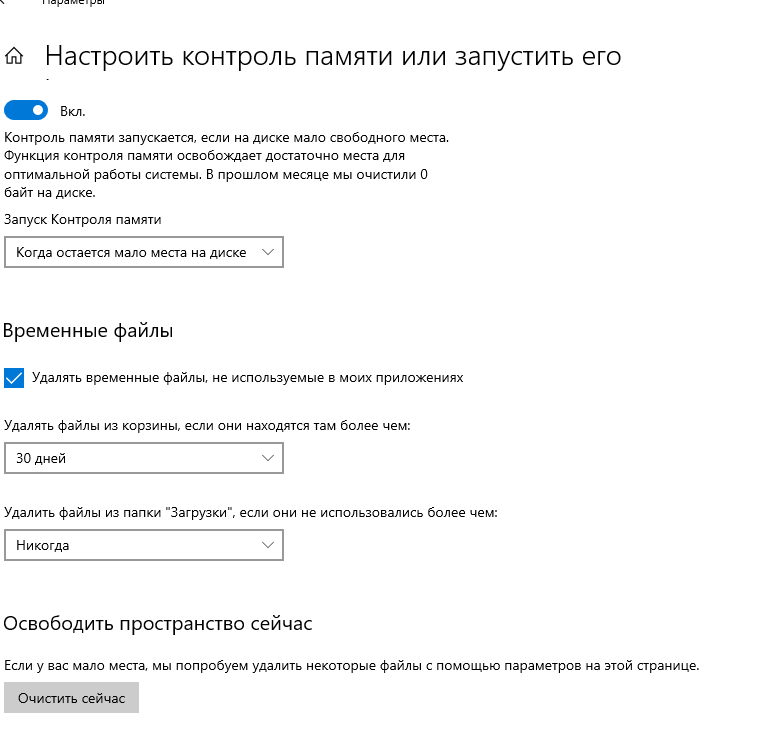 Параметры
Настроить контроль памяти или запустить его
Вкл.
Контроль памяти запускается, если на диске мало свободного места.
Функция контроля памяти освобождает достаточно места для
оптимальной работы системы. В прошлом месяце мы очистили 0
байт на диске.
Запуск Контроля памяти
Когда остается мало места на диске
Временные файлы
Удалять временные файлы, не используемые в моих приложениях
Удалять файлы из корзины, если они находятся там более чем:
30 дней
Удалить файлы из папки "Загрузки", если они не использовались более чем:
Никогда
Освободить пространство сейчас
Если у вас мало места, мы попробуем удалить некоторые файлы с помощью параметров на этой странице.
Очистить сейчас